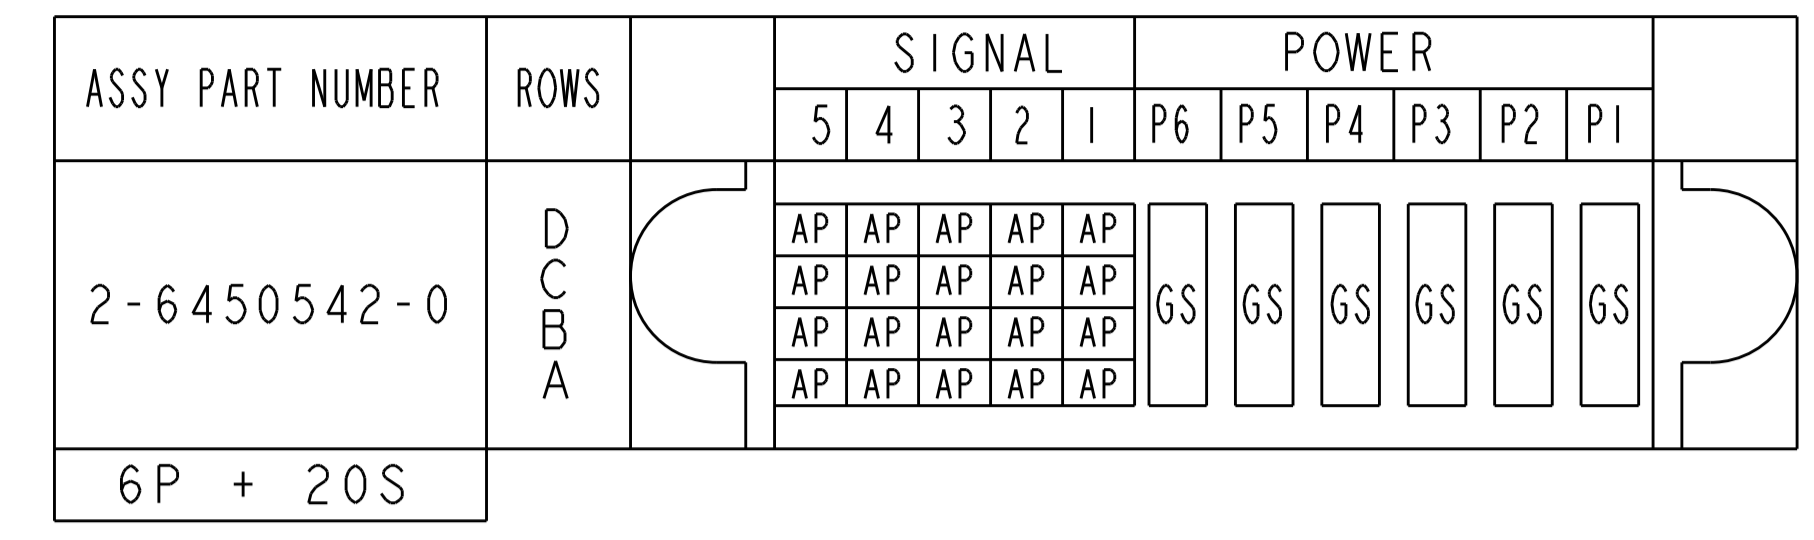 ASSY PART NUMBER ROWS SIGNAL POWER
5 4 3 2 1 P6 P5 P4 P3 P2 P1
2-6450542-0
D AP AP AP AP AP
C AP AP AP AP AP
B AP AP AP AP AP
A AP AP AP AP AP
GS GS GS GS GS GS
6P + 20S